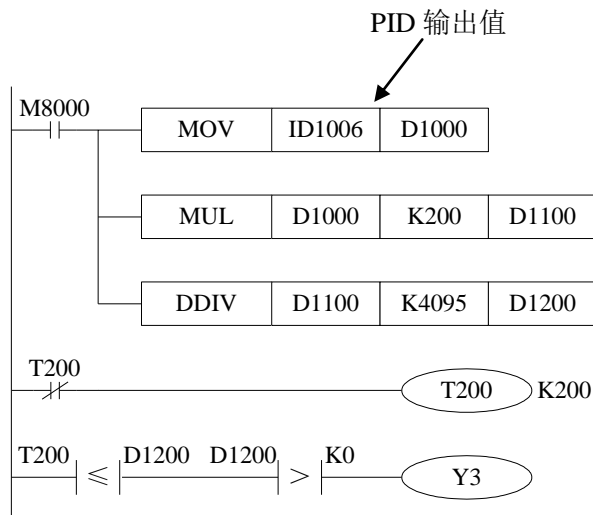 PID 输出值
M8000
MOV ID1006 D1000
MUL D1000 K200 D1100
DDIV D1100 K4095 D1200
T200
T200 K200
T200 ≤ D1200 D1200 > K0
Y3